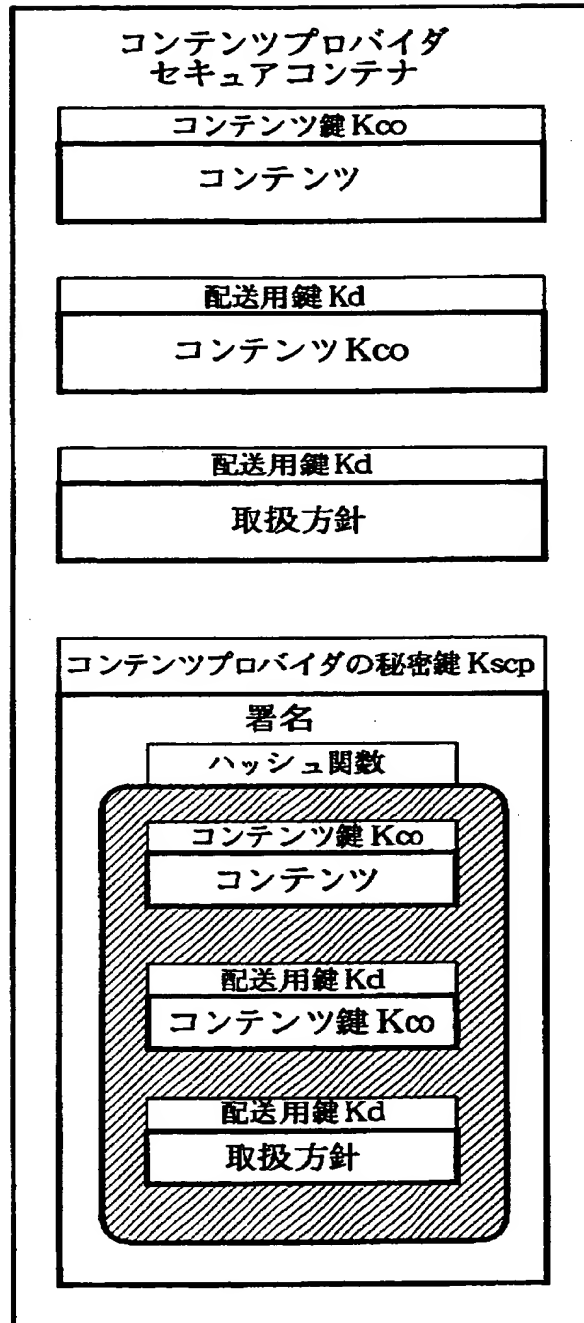 コンテンツプロバイダ
セキュアコンテナ
コンテンツ鍵Kco
コンテンツ
配送用鍵Kd
コンテンツKco
配送用鍵Kd
取扱方針
コンテンツプロバイダの秘密鍵Kscp
署名
ハッシュ関数
コンテンツ鍵Kco
コンテンツ
配送用鍵Kd
コンテンツ鍵Kco
配送用鍵Kd
取扱方針